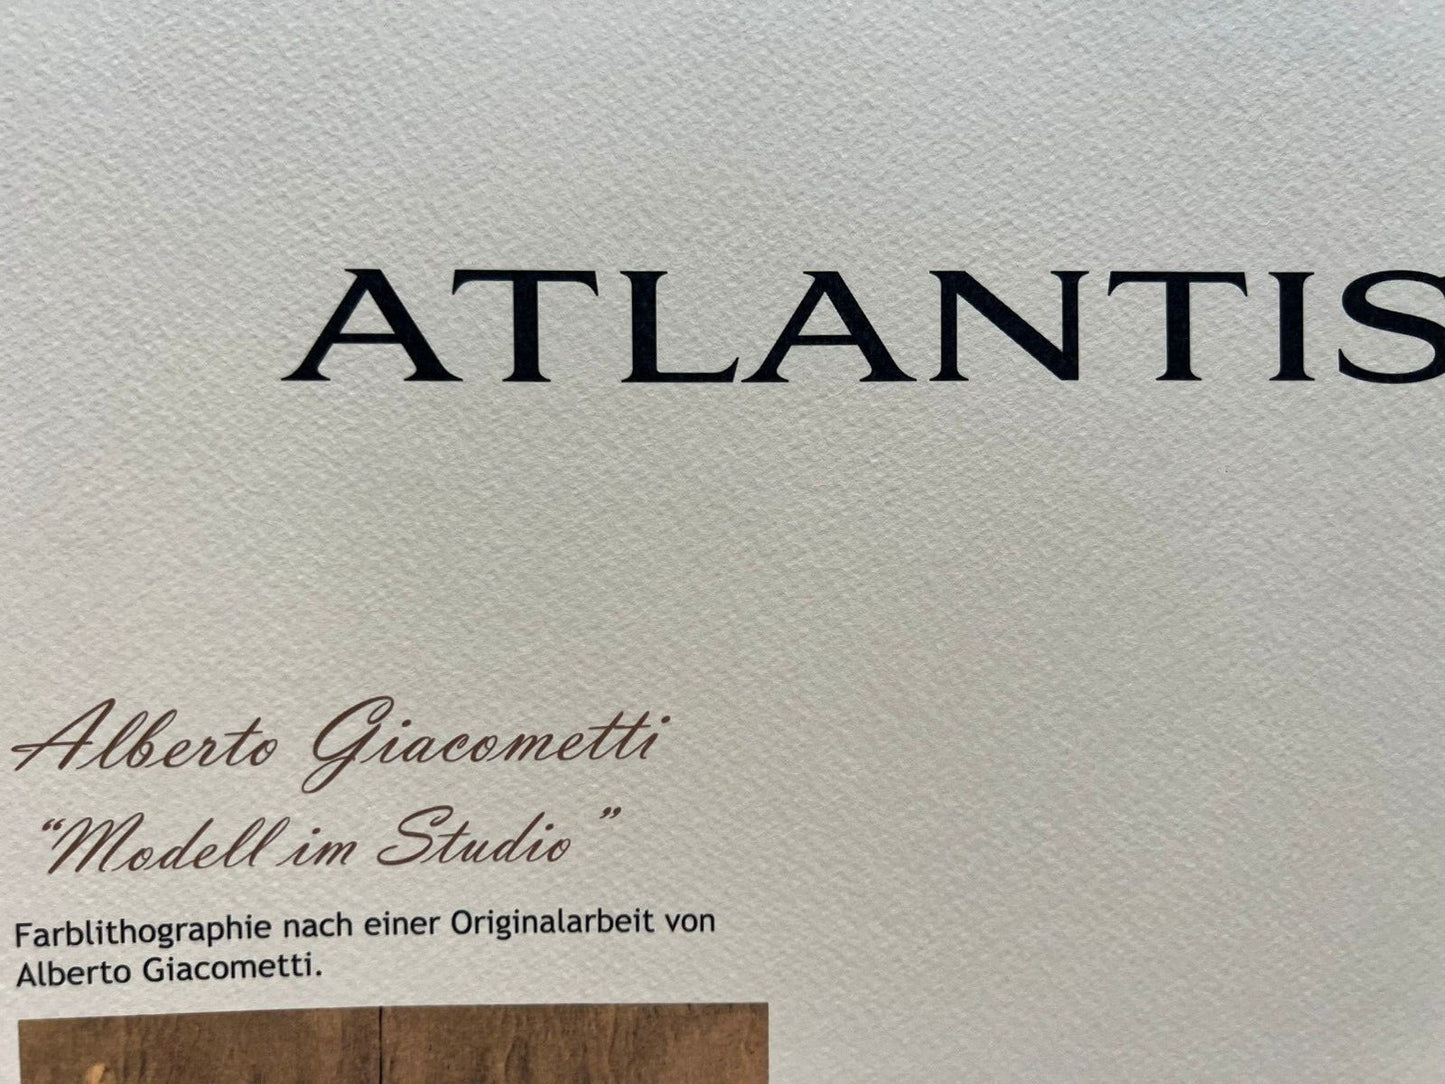 ATLANTIS
Alberto Giacometti
“Modell im Studio”
Farblithographie nach einer Originalarbeit von
Alberto Giacometti.